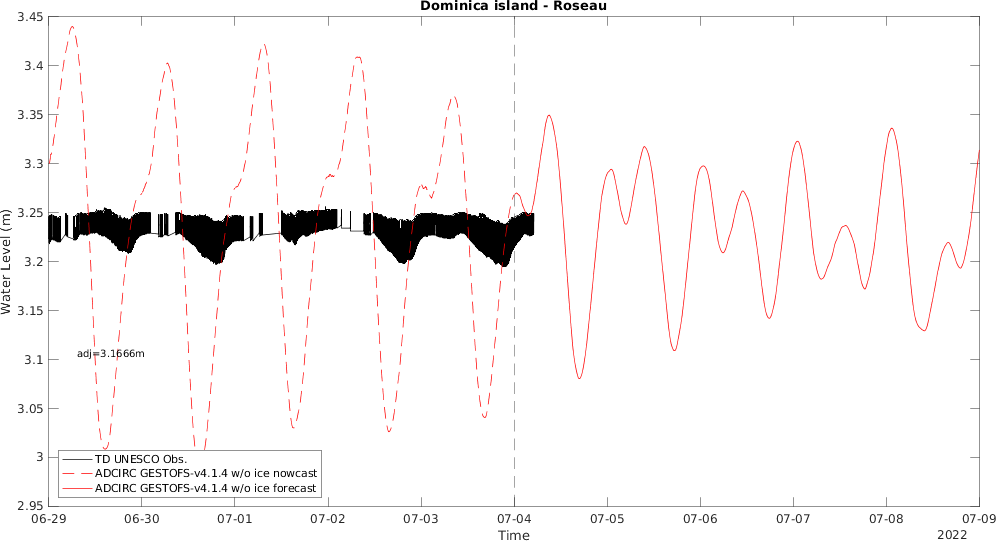 Dominica island - Roseau
3.45
3.4
3.35
3.3
3.25
3.2
3.15
3.1
3.05
3
2.95
Water Level (m)
adj=3.1666m
TD UNESCO Obs.
ADCIRC GESTOFS-v4.1.4 w/o ice nowcast
ADCIRC GESTOFS-v4.1.4 w/o ice forecast
06-29 06-30 07-01 07-02 07-03 07-04 07-05 07-06 07-07 07-08 07-09
Time
2022